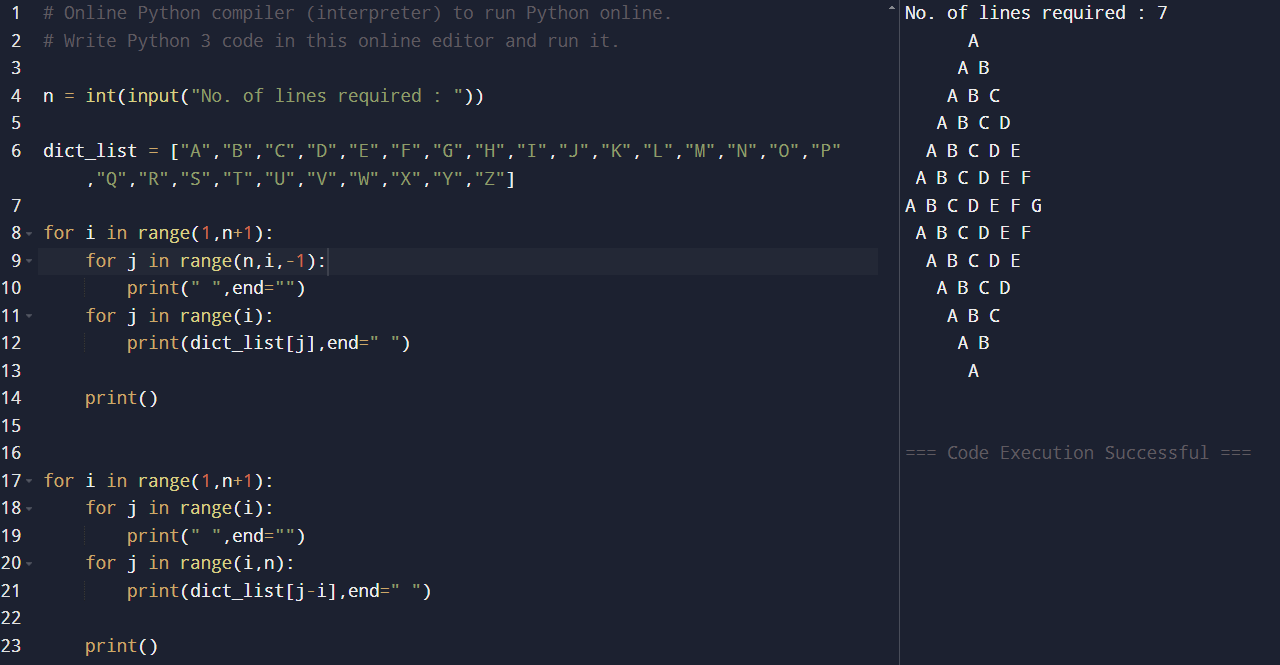 1 # Online Python compiler (interpreter) to run Python online.
2 # Write Python 3 code in this online editor and run it.
3
4 n = int(input("No. of lines required : "))
5
6 dict_list = ["A","B","C","D","E","F","G","H","I","J","K","L","M","N","O","P"
,"Q","R","S","T","U","V","W","X","Y","Z"]
7
8 for i in range(1,n+1):
9     for j in range(n,i,-1):
10         print(" ",end="")
11     for j in range(i):
12         print(dict_list[j],end=" ")
13
14     print()
15
16
17 for i in range(1,n+1):
18     for j in range(i):
19         print(" ",end="")
20     for j in range(i,n):
21         print(dict_list[j-i],end=" ")
22
23     print()
No. of lines required : 7
      A
     A B
    A B C
   A B C D
  A B C D E
 A B C D E F
A B C D E F G
 A B C D E F
  A B C D E
   A B C D
    A B C
     A B
      A
=== Code Execution Successful ===